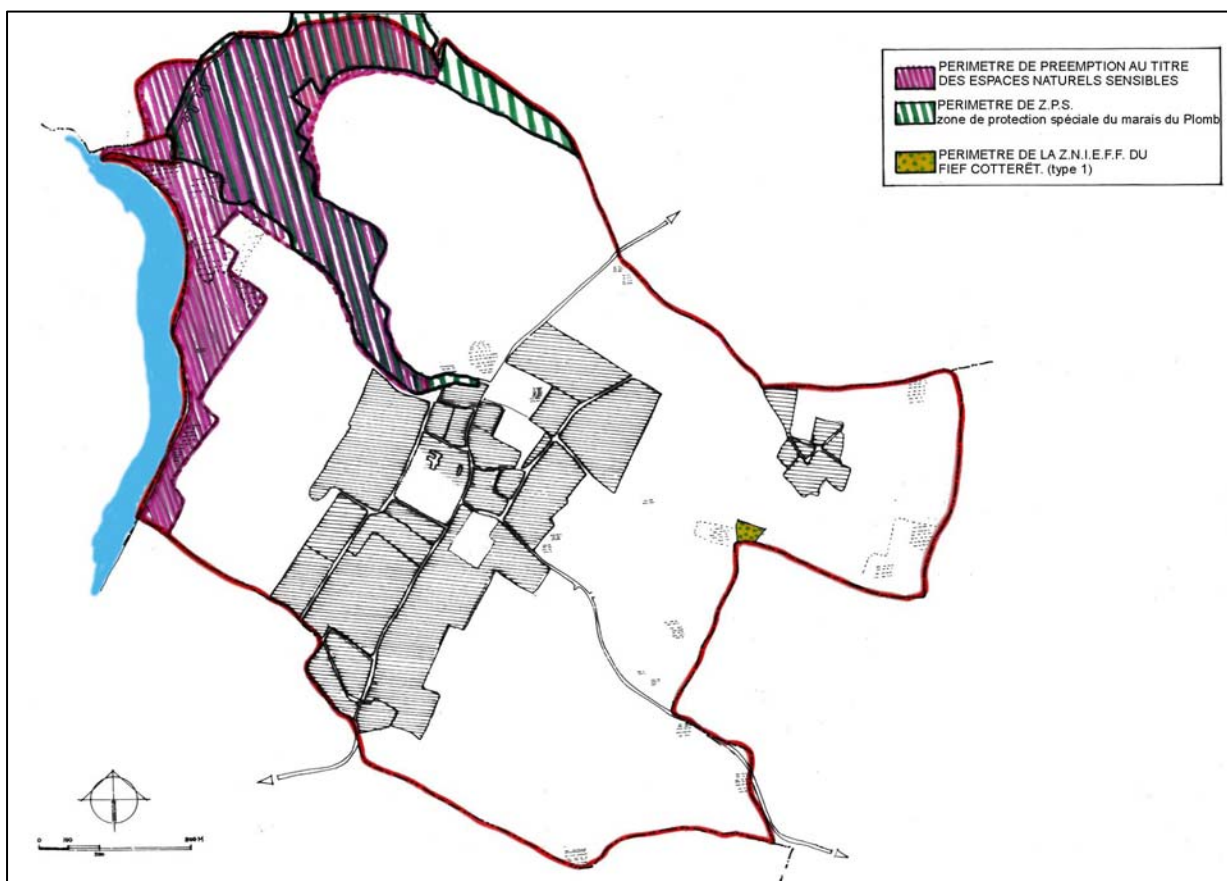 PERIMETRE DE PREEMPTION AU TITRE
DES ESPACES NATURELS SENSIBLES
PERIMETRE DE Z.P.S.
zone de protection spéciale du marais du Plomb
PERIMETRE DE LA Z.N.I.E.F.F. DU
FIEF COTTERÊT. (type 1)
0